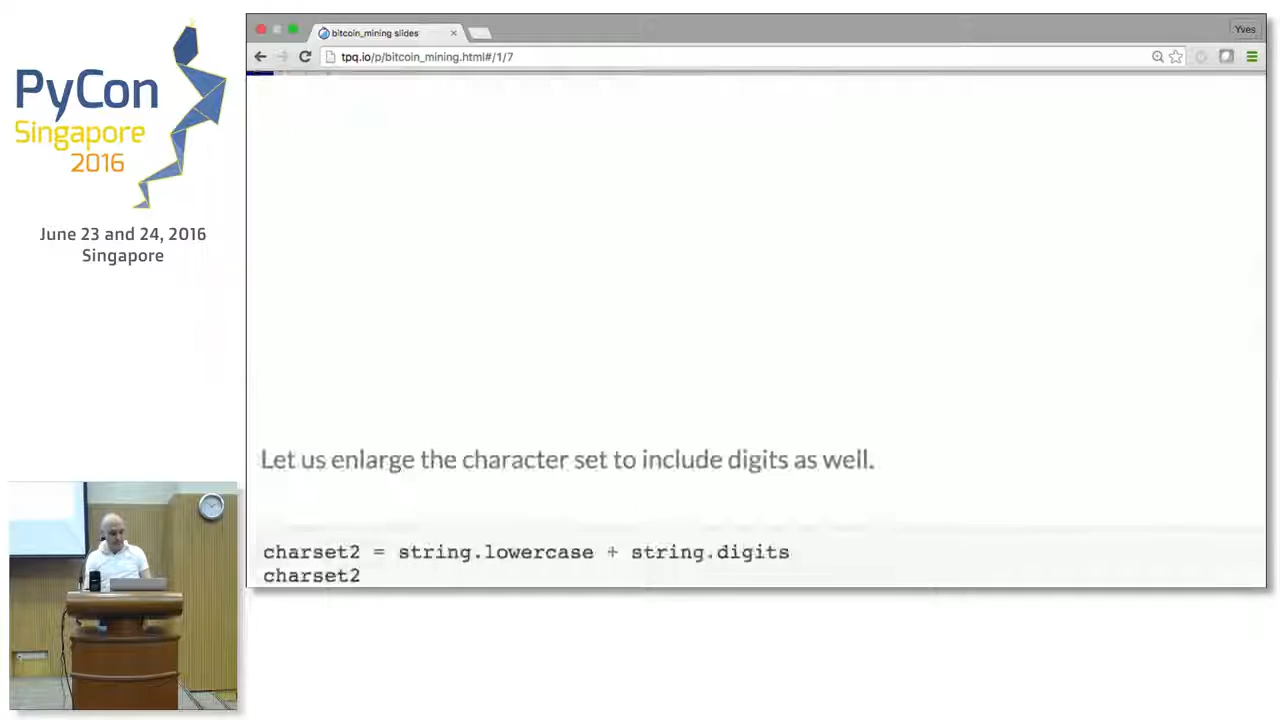 PyCon
Singapore
2016
June 23 and 24, 2016
Singapore
bitcoin_mining slides
Yves
tpq.io/p/bitcoin_mining.html#/1/7
Let us enlarge the character set to include digits as well.
charset2 = string.lowercase + string.digits
charset2